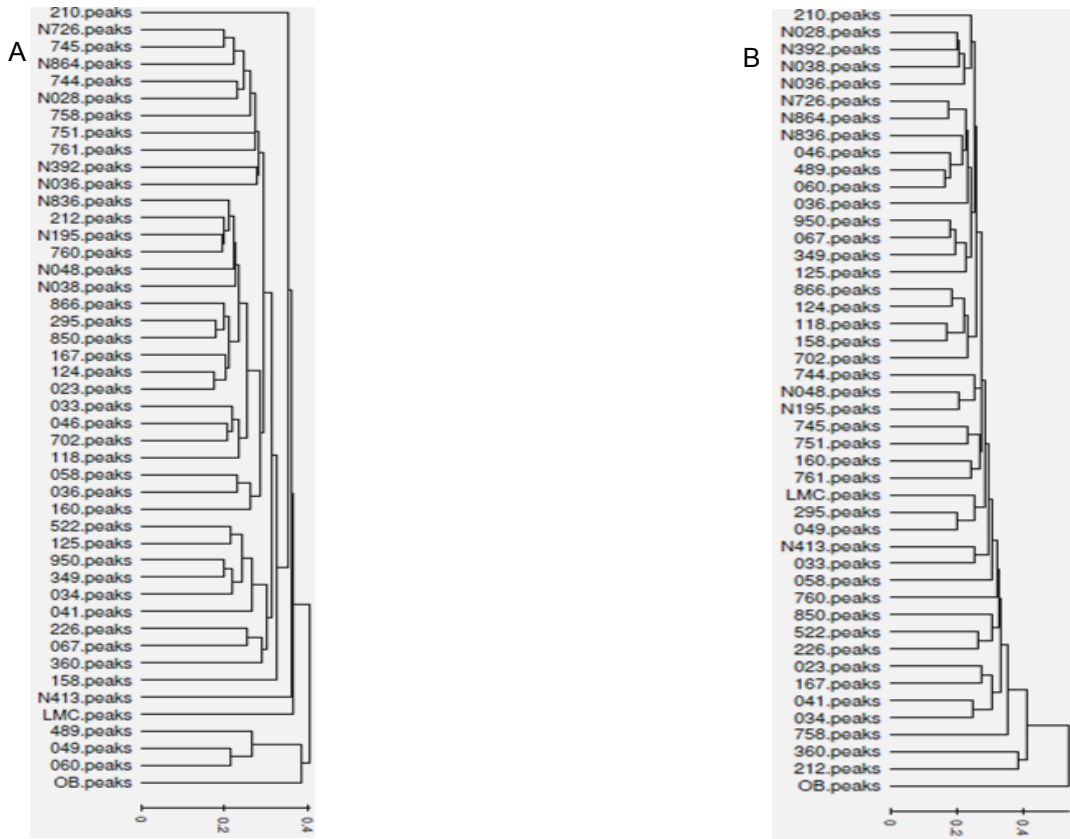 A
210.peaks
N726.peaks
745.peaks
N864.peaks
744.peaks
N028.peaks
758.peaks
751.peaks
761.peaks
N392.peaks
N036.peaks
N836.peaks
212.peaks
N195.peaks
760.peaks
N048.peaks
N038.peaks
866.peaks
295.peaks
850.peaks
167.peaks
124.peaks
023.peaks
033.peaks
046.peaks
702.peaks
118.peaks
058.peaks
036.peaks
160.peaks
522.peaks
125.peaks
950.peaks
349.peaks
034.peaks
041.peaks
226.peaks
067.peaks
360.peaks
158.peaks
N413.peaks
LMC.peaks
489.peaks
049.peaks
060.peaks
OB.peaks
0 0.2 0.4
B
210.peaks
N028.peaks
N392.peaks
N038.peaks
N036.peaks
N726.peaks
N864.peaks
N836.peaks
046.peaks
489.peaks
060.peaks
036.peaks
950.peaks
067.peaks
349.peaks
125.peaks
866.peaks
124.peaks
118.peaks
158.peaks
702.peaks
744.peaks
N048.peaks
N195.peaks
745.peaks
751.peaks
160.peaks
761.peaks
LMC.peaks
295.peaks
049.peaks
N413.peaks
033.peaks
058.peaks
760.peaks
850.peaks
522.peaks
226.peaks
023.peaks
167.peaks
041.peaks
034.peaks
758.peaks
360.peaks
212.peaks
OB.peaks
0 0.2 0.4